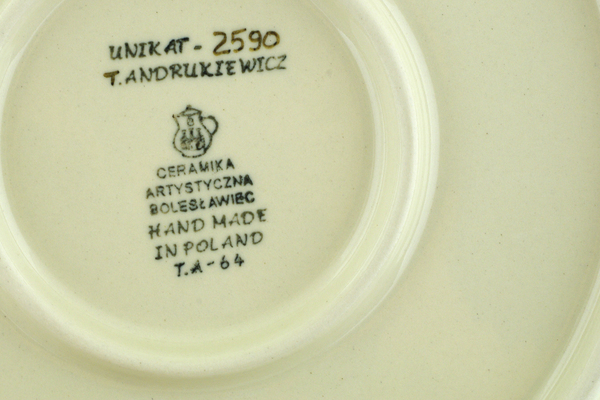 UNIKAT - 2590
T. ANDRUKIEWICZ
CERAMIKA
ARTYSTYCZNA
BOLESŁAWIEC
HAND MADE
IN POLAND
T.A - 64